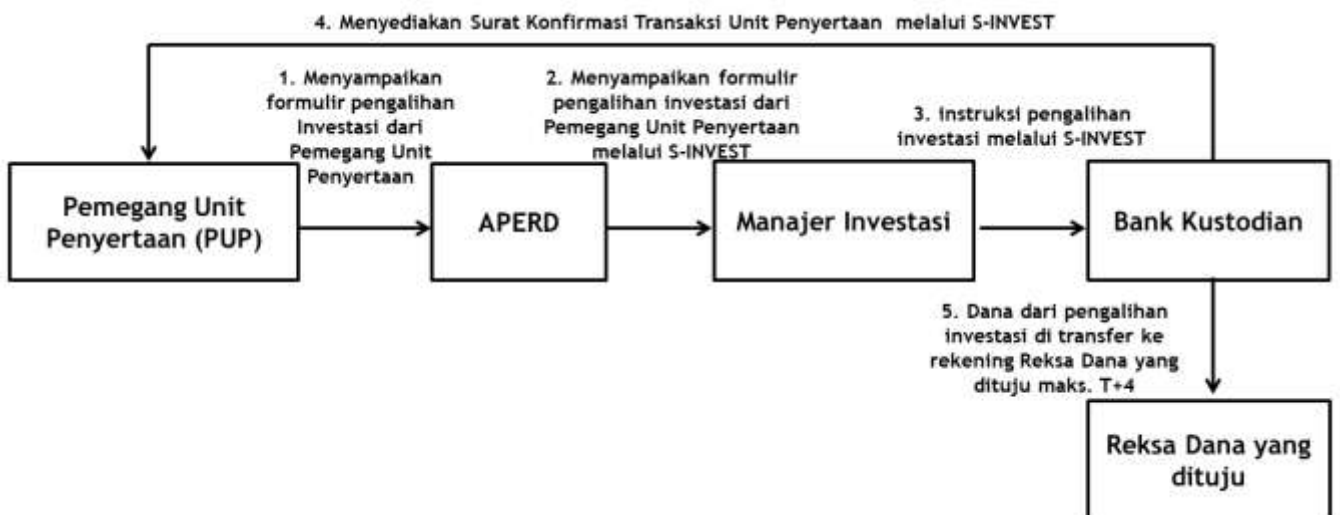 4. Menyediakan Surat Konfirmasi Transaksi Unit Penyertaan melalui S-INVEST
1. Menyampaikan
formulir pengalihan
Investasi dari
Pemegang Unit
Penyertaan
2. Menyampaikan formulir
pengalihan investasi dari
Pemegang Unit Penyertaan
melalui S-INVEST
3. instruksi pengalihan
investasi melalui S-INVEST
Pemegang Unit
Penyertaan (PUP)
APERD
Manajer Investasi
Bank Kustodian
5. Dana dari pengalihan
investasi di transfer ke
rekening Reksa Dana yang
dituju maks. T+4
Reksa Dana yang
dituju